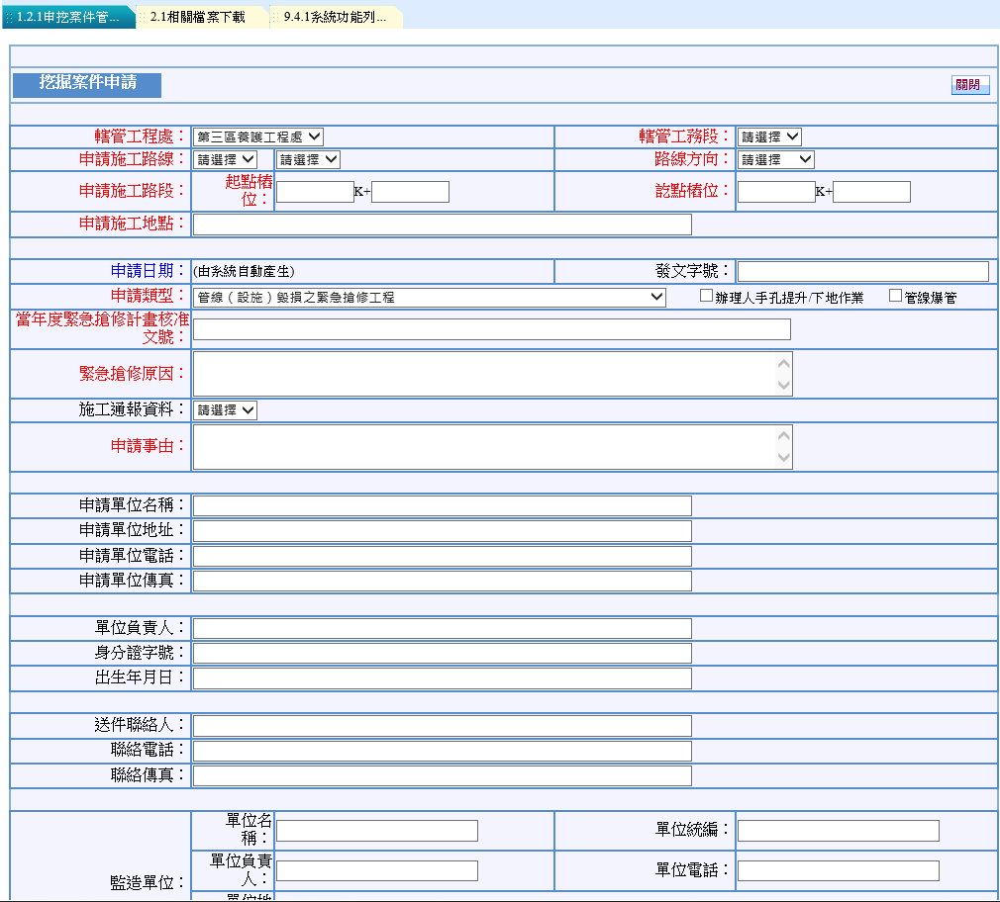 1.2.1申挖案件管... 2.1相關檔案下載 9.4.1系統功能列...
挖掘案件申請 關閉
轄管工程處： 第三區養護工程處 轄管工務段： 請選擇
申請施工路線： 請選擇 請選擇 路線方向： 請選擇
申請施工路段： 起點樁位： K+ 訖點樁位： K+
申請施工地點：
申請日期： (由系統自動產生) 發文字號：
申請類型： 管線（設施）毀損之緊急搶修工程 辦理人手孔提升/下地作業 管線爆管
當年度緊急搶修計畫核准
文號：
緊急搶修原因：
施工通報資料： 請選擇
申請事由：
申請單位名稱：
申請單位地址：
申請單位電話：
申請單位傳真：
單位負責人：
身分證字號：
出生年月日：
送件聯絡人：
聯絡電話：
聯絡傳真：
監造單位： 單位名稱： 單位統編：
單位負責人： 單位電話：